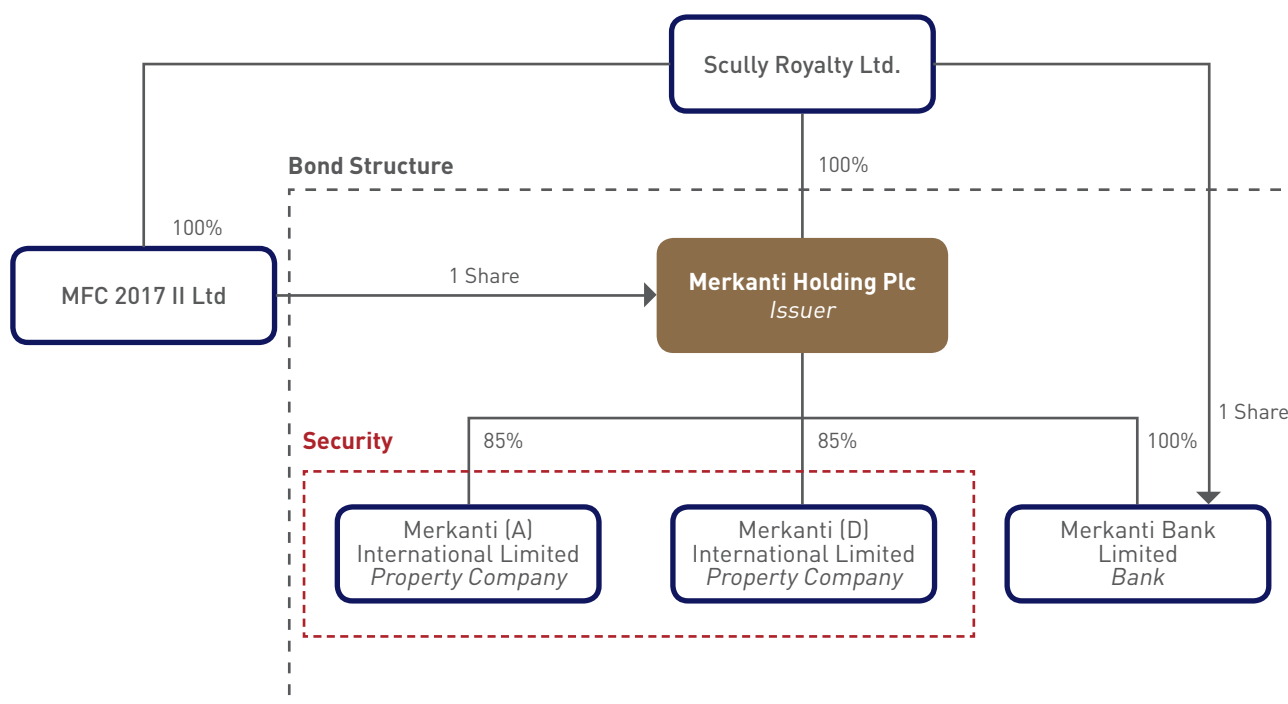 Scully Royalty Ltd.
Bond Structure
100%
100%
MFC 2017 II Ltd
1 Share
Merkanti Holding Plc
Issuer
1 Share
Security
85%
85%
100%
Merkanti (A)
International Limited
Property Company
Merkanti (D)
International Limited
Property Company
Merkanti Bank
Limited
Bank